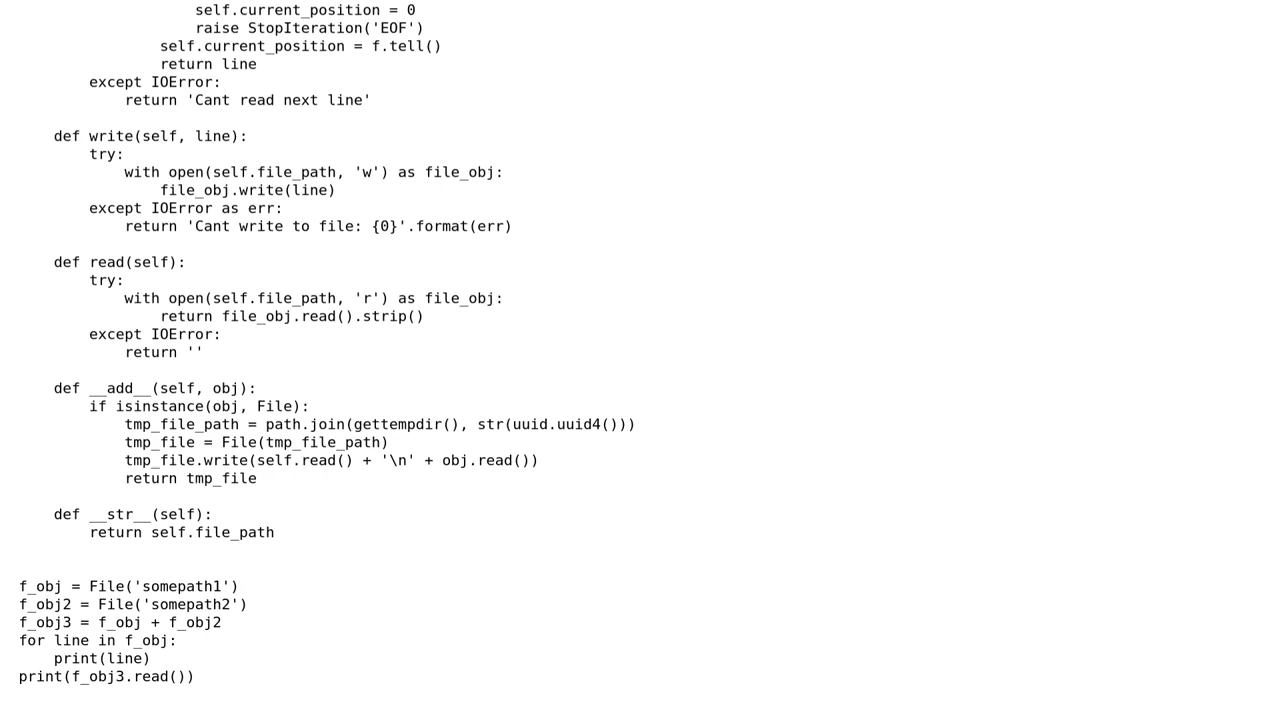 self.current_position = 0
                    raise StopIteration('EOF')
                self.current_position = f.tell()
                return line
        except IOError:
            return 'Cant read next line'

    def write(self, line):
        try:
            with open(self.file_path, 'w') as file_obj:
                file_obj.write(line)
        except IOError as err:
            return 'Cant write to file: {0}'.format(err)

    def read(self):
        try:
            with open(self.file_path, 'r') as file_obj:
                return file_obj.read().strip()
        except IOError:
            return ''

    def __add__(self, obj):
        if isinstance(obj, File):
            tmp_file_path = path.join(gettempdir(), str(uuid.uuid4()))
            tmp_file = File(tmp_file_path)
            tmp_file.write(self.read() + '\n' + obj.read())
            return tmp_file

    def __str__(self):
        return self.file_path


f_obj = File('somepath1')
f_obj2 = File('somepath2')
f_obj3 = f_obj + f_obj2
for line in f_obj:
    print(line)
print(f_obj3.read())